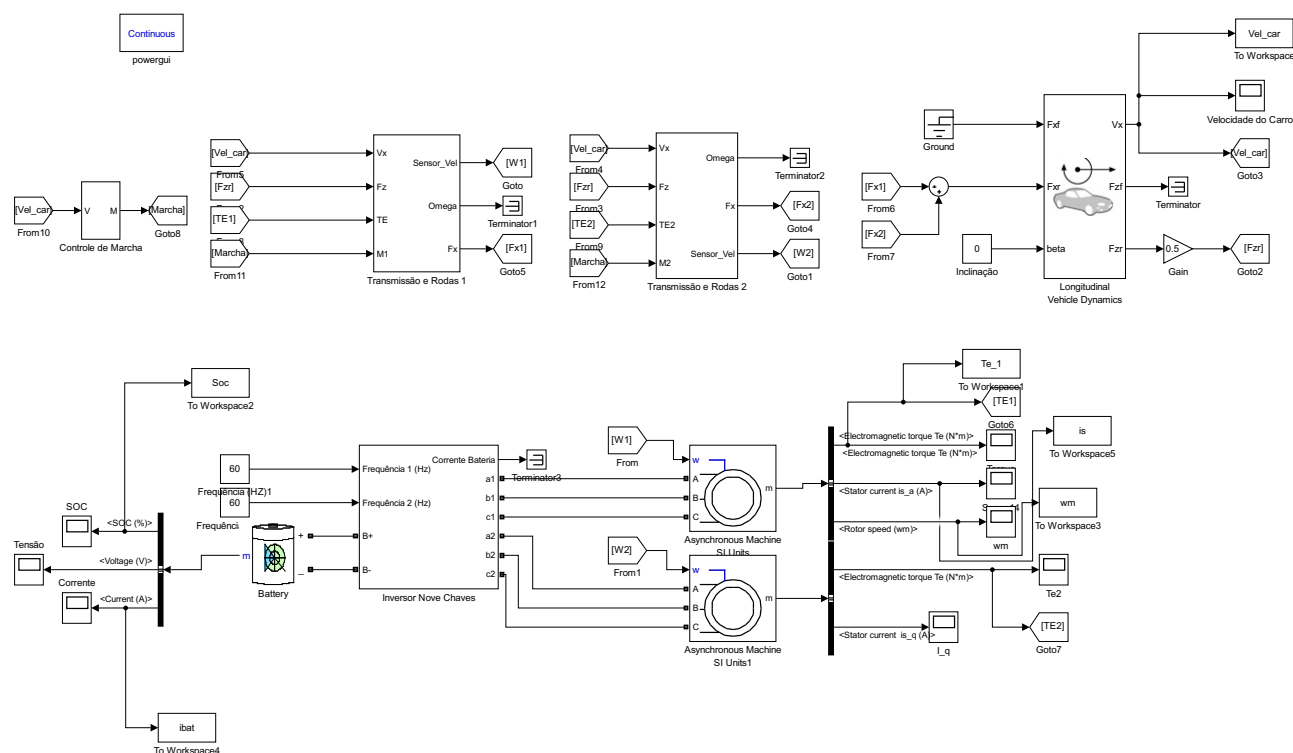 Continuous
powergui
[Vel_car]
From10
V
M
Controle de Marcha
[Marcha]
Goto8
[Vel_car]
From5
[Fzr]
[TE1]
[Marcha]
From11
Vx
Fz
TE
M1
Sensor_Vel
Omega
Fx
Transmissão e Rodas 1
[W1]
Goto
Terminator1
[Fx1]
Goto5
[Vel_car]
From4
[Fzr]
From3
[TE2]
From9
[Marcha]
From12
Vx
Fz
TE2
M2
Omega
Fx
Sensor_Vel
Transmissão e Rodas 2
Terminator2
[Fx2]
Goto4
[W2]
Goto1
Ground
[Fx1]
From6
[Fx2]
From7
0
Inclinação
Fxf
Fxr
beta
Vx
Fzf
Fzr
Longitudinal
Vehicle Dynamics
Vel_car
To Workspace
Velocidade do Carro
[Vel_car]
Goto3
Terminator
0.5
Gain
[Fzr]
Goto2
Soc
To Workspace2
SOC
<SOC (%)>
Tensão
<Voltage (V)>
Corrente
<Current (A)>
ibat
To Workspace4
m
+
_
Battery
60
Frequência (HZ)1
60
Frequência
Frequência 1 (Hz)
Frequência 2 (Hz)
B+
B-
Corrente Bateria
a1
b1
c1
a2
b2
c2
Inversor Nove Chaves
Terminator3
[W1]
From
w
A
B
C
m
Asynchronous Machine
SI Units
[W2]
From1
w
A
B
C
m
Asynchronous Machine
SI Units1
Te_1
To Workspace1
[TE1]
Goto6
<Electromagnetic torque Te (N*m)>
<Electromagnetic torque Te (N*m)>
<Stator current is_a (A)>
<Rotor speed (wm)>
wm
is
To Workspace5
wm
To Workspace3
<Electromagnetic torque Te (N*m)>
Te2
<Stator current is_q (A)>
I_q
[TE2]
Goto7